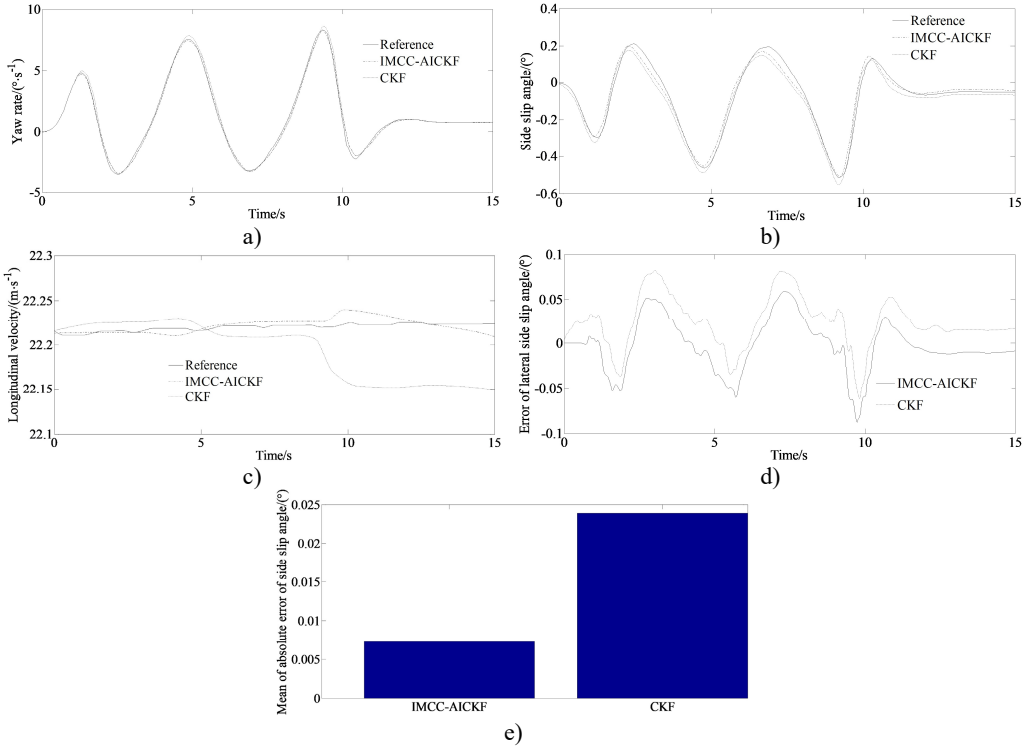 10
5
0
-5
Yaw rate/(°·s⁻¹)
Reference
IMCC-AICKF
CKF
0
5
10
15
Time/s
a)
0.4
0.2
0
-0.2
-0.4
-0.6
Side slip angle/(°)
Reference
IMCC-AICKF
CKF
0
5
10
15
Time/s
b)
22.3
22.25
22.2
22.15
22.1
Longitudinal velocity/(m·s⁻¹)
Reference
IMCC-AICKF
CKF
0
5
10
15
Time/s
c)
0.1
0.05
0
-0.05
-0.1
Error of lateral side slip angle/(°)
IMCC-AICKF
CKF
0
5
10
15
Time/s
d)
0.025
0.02
0.015
0.01
0.005
0
Mean of absolute error of side slip angle/(°)
IMCC-AICKF
CKF
e)